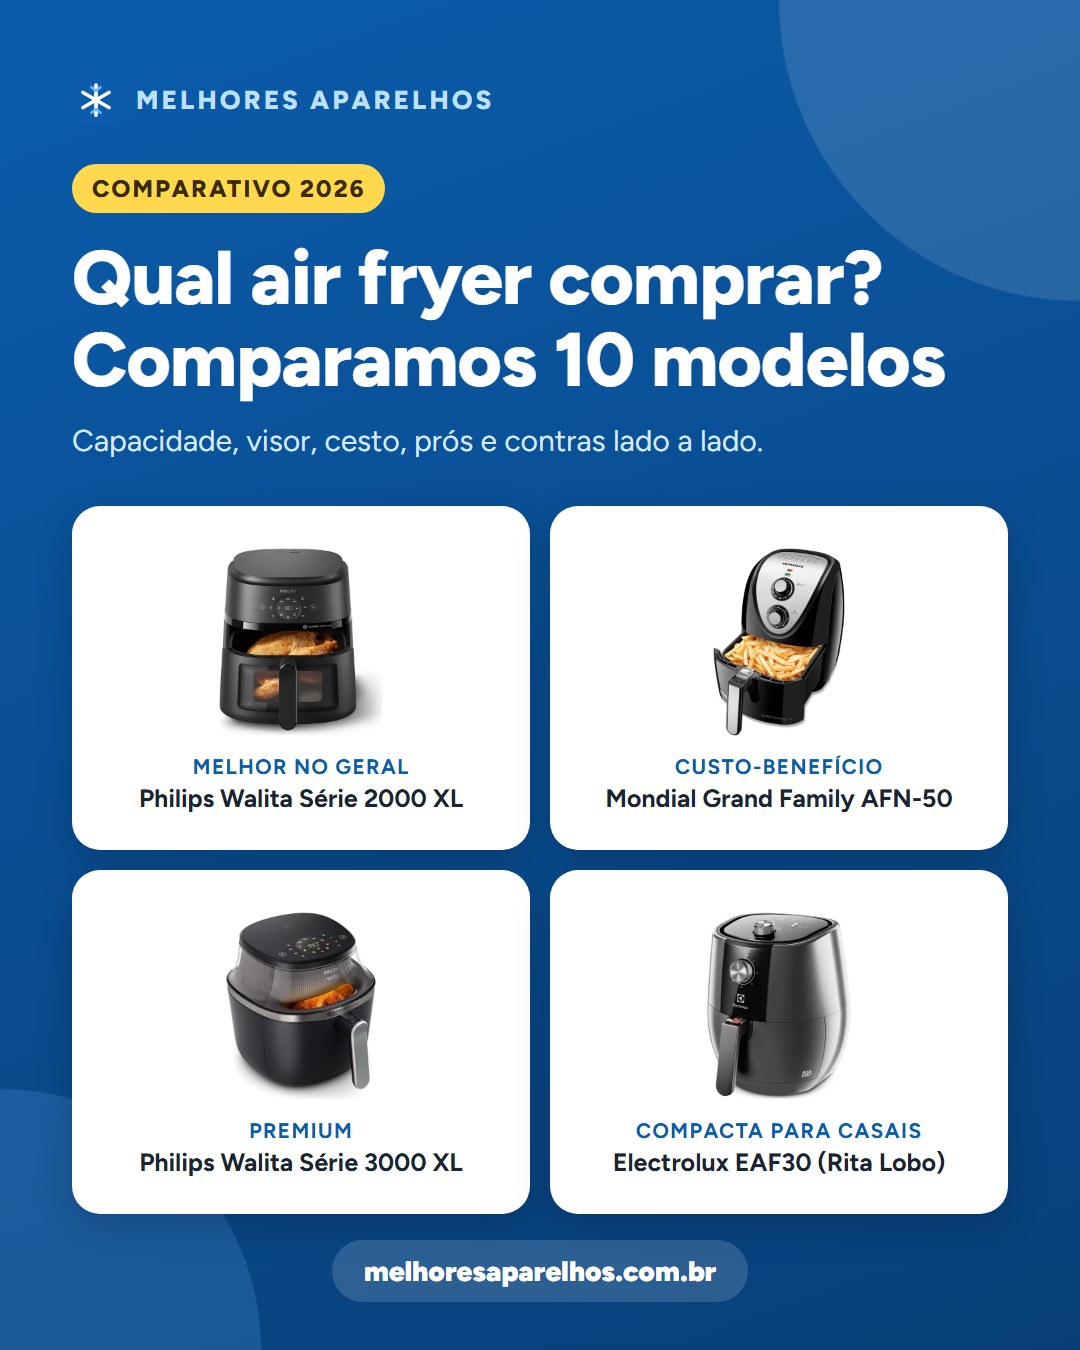 MELHORES APARELHOS
COMPARATIVO 2026
Qual air fryer comprar?
Comparamos 10 modelos
Capacidade, visor, cesto, prós e contras lado a lado.
MELHOR NO GERAL
Philips Walita Série 2000 XL
CUSTO-BENEFÍCIO
Mondial Grand Family AFN-50
PREMIUM
Philips Walita Série 3000 XL
COMPACTA PARA CASAIS
Electrolux EAF30 (Rita Lobo)
melhoresaparelhos.com.br